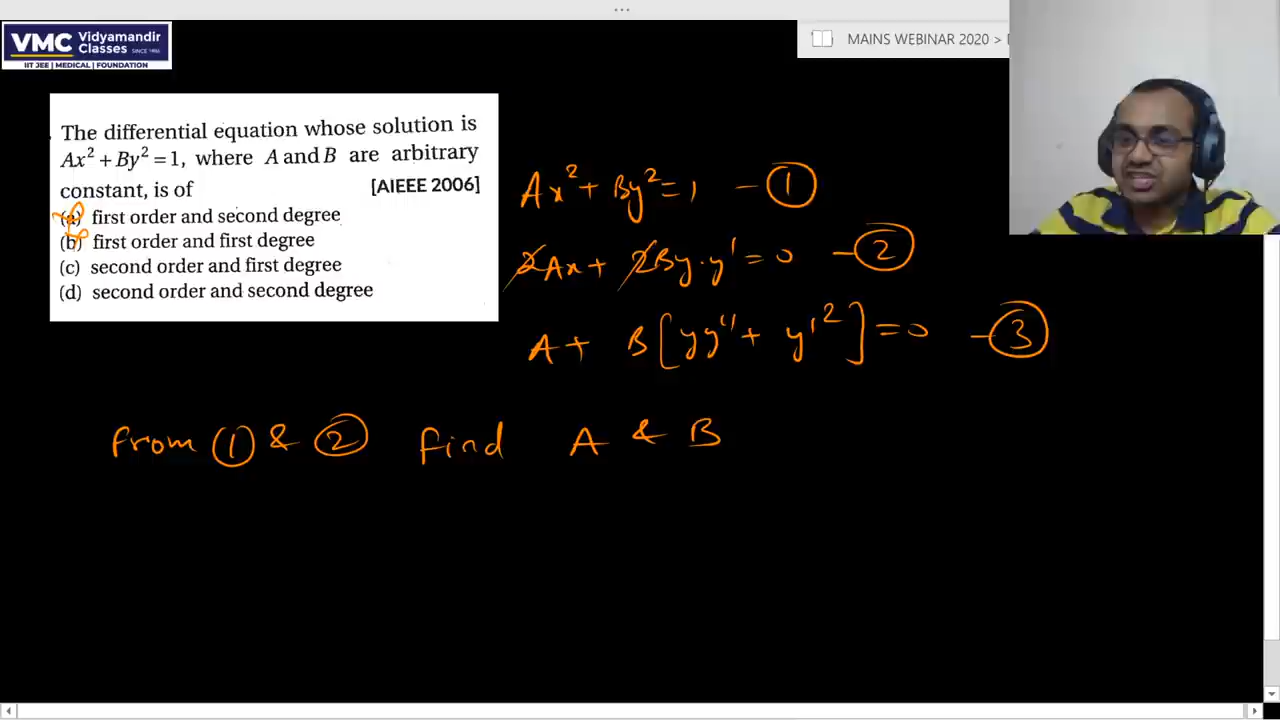 VMC Vidyamandir Classes SINCE 1986
IIT JEE | MEDICAL | FOUNDATION
MAINS WEBINAR 2020 >
The differential equation whose solution is
Ax² + By² = 1, where A and B are arbitrary
constant, is of [AIEEE 2006]
(a) first order and second degree
(b) first order and first degree
(c) second order and first degree
(d) second order and second degree
Ax² + By² = 1 – ①
2Ax + 2By·y' = 0 – ②
A + B[yy'' + y'²] = 0 – ③
From ① & ② find A & B